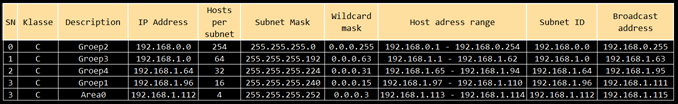 SN Klasse Description IP Address Hosts per subnet Subnet Mask Wildcard mask Host adress range Subnet ID Broadcast address
0 C Groep2 192.168.0.0 254 255.255.255.0 0.0.0.255 192.168.0.1 - 192.168.0.254 192.168.0.0 192.168.0.255
1 C Groep3 192.168.1.0 64 255.255.255.192 0.0.0.63 192.168.1.1 - 192.168.1.62 192.168.1.0 192.168.1.63
2 C Groep4 192.168.1.64 32 255.255.255.224 0.0.0.31 192.168.1.65 - 192.168.1.94 192.168.1.64 192.168.1.95
3 C Groep1 192.168.1.96 16 255.255.255.240 0.0.0.15 192.168.1.97 - 192.168.1.110 192.168.1.96 192.168.1.111
3 C Area0 192.168.1.112 4 255.255.255.252 0.0.0.3 192.168.1.113 - 192.168.1.114 192.168.1.112 192.168.1.115